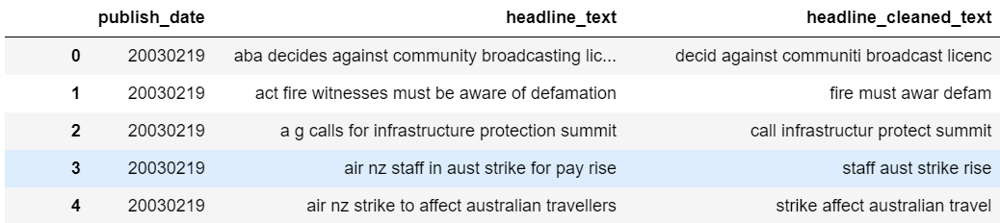 publish_date headline_text headline_cleaned_text
0 20030219 aba decides against community broadcasting lic... decid against communiti broadcast licenc
1 20030219 act fire witnesses must be aware of defamation fire must awar defam
2 20030219 a g calls for infrastructure protection summit call infrastructur protect summit
3 20030219 air nz staff in aust strike for pay rise staff aust strike rise
4 20030219 air nz strike to affect australian travellers strike affect australian travel